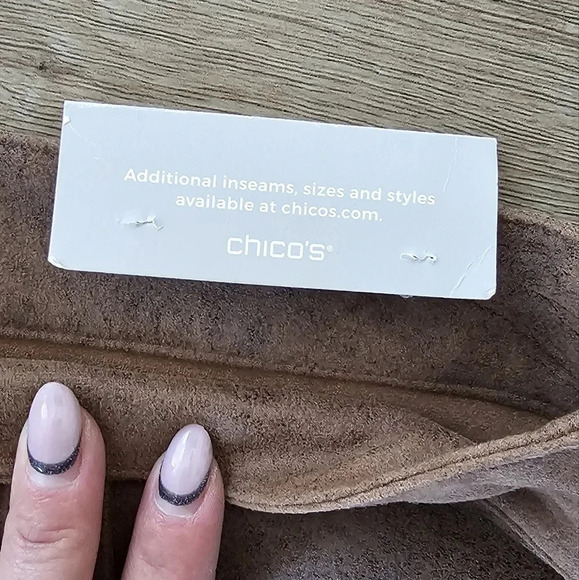 Additional inseams, sizes and styles
available at chicos.com.
chico's®